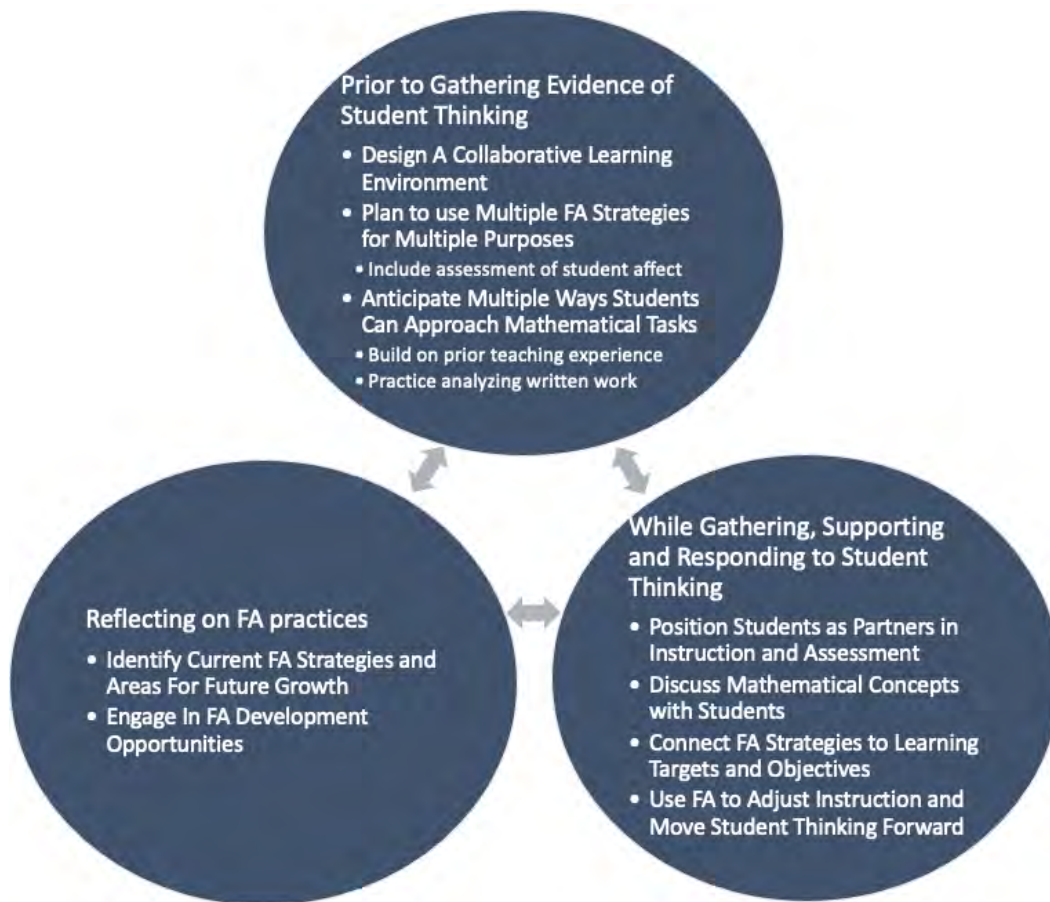 Prior to Gathering Evidence of
Student Thinking
• Design A Collaborative Learning
Environment
• Plan to use Multiple FA Strategies
for Multiple Purposes
• Include assessment of student affect
• Anticipate Multiple Ways Students
Can Approach Mathematical Tasks
• Build on prior teaching experience
• Practice analyzing written work
Reflecting on FA practices
• Identify Current FA Strategies and
Areas For Future Growth
• Engage In FA Development
Opportunities
While Gathering, Supporting
and Responding to Student
Thinking
• Position Students as Partners in
Instruction and Assessment
• Discuss Mathematical Concepts
with Students
• Connect FA Strategies to Learning
Targets and Objectives
• Use FA to Adjust Instruction and
Move Student Thinking Forward